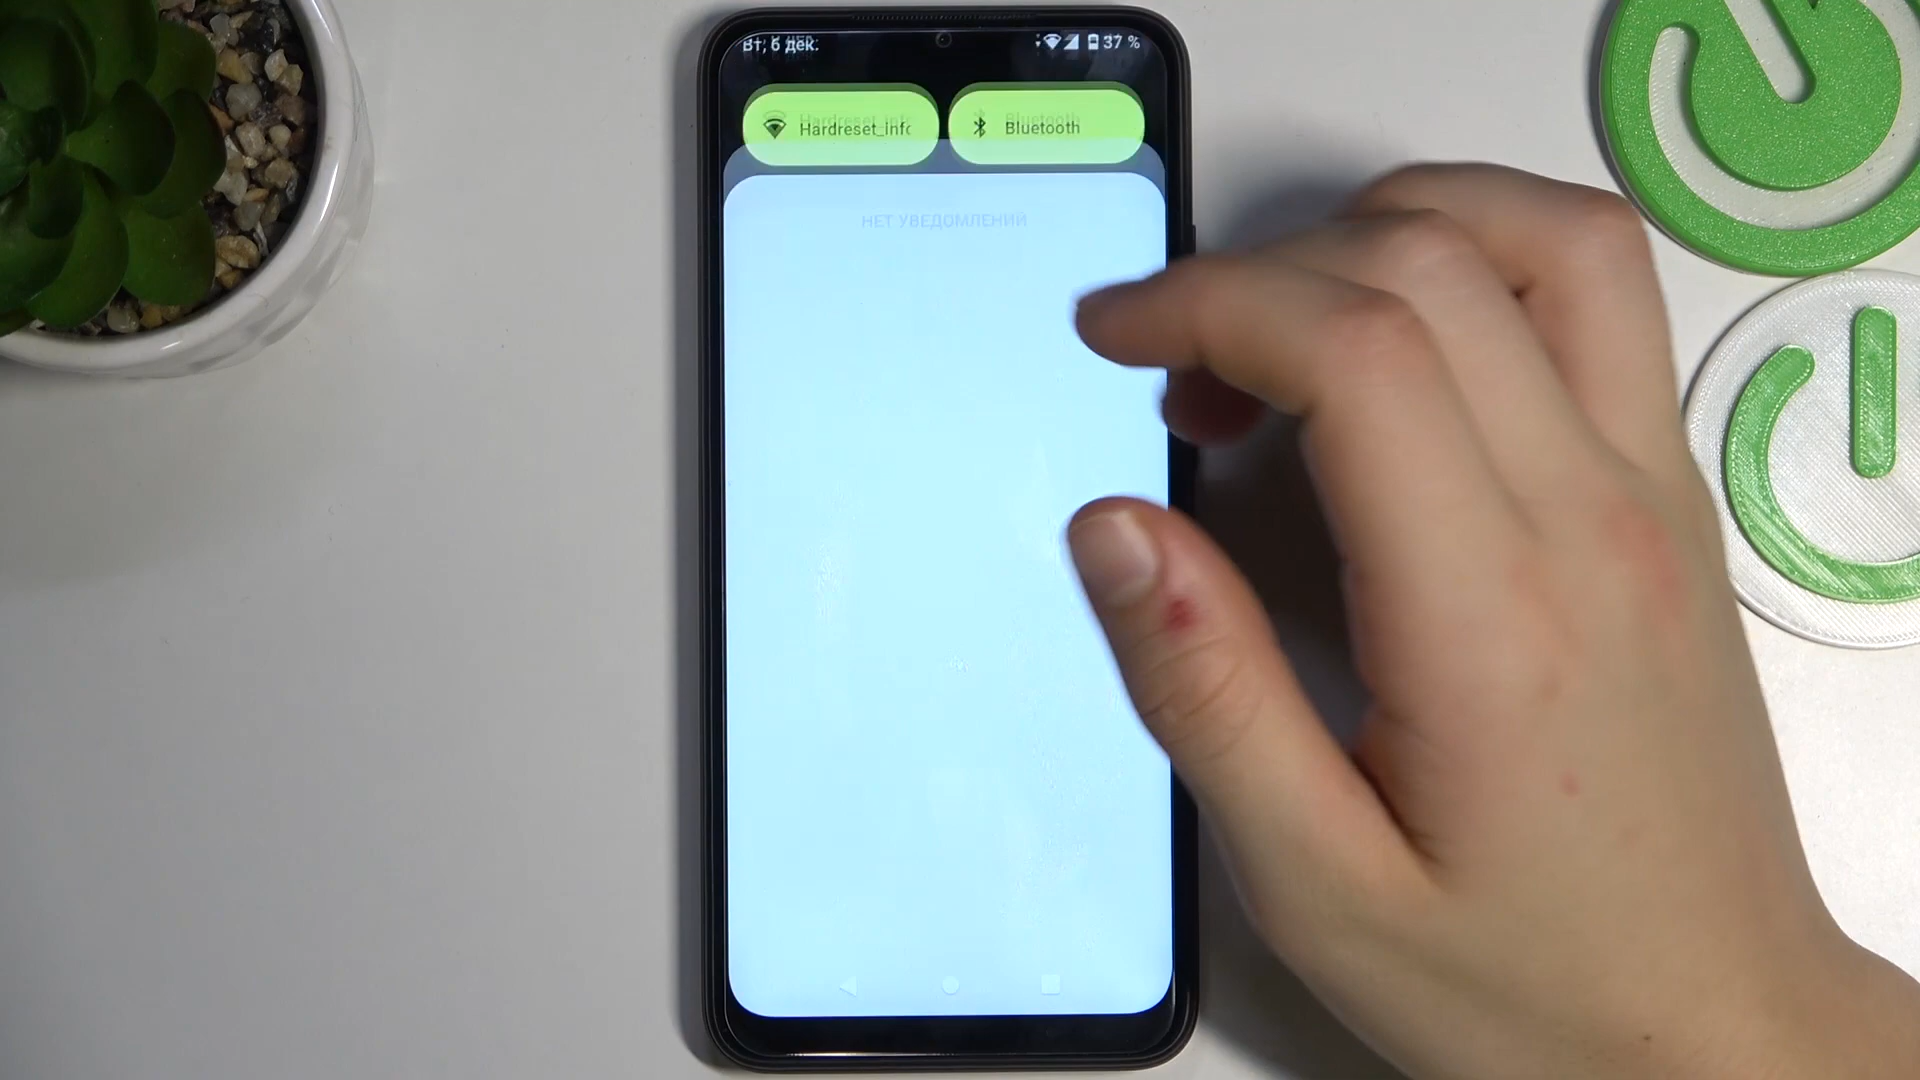 Вт, 6 дек.
37 %
Hardreset_Info
Bluetooth
НЕТ УВЕДОМЛЕНИЙ